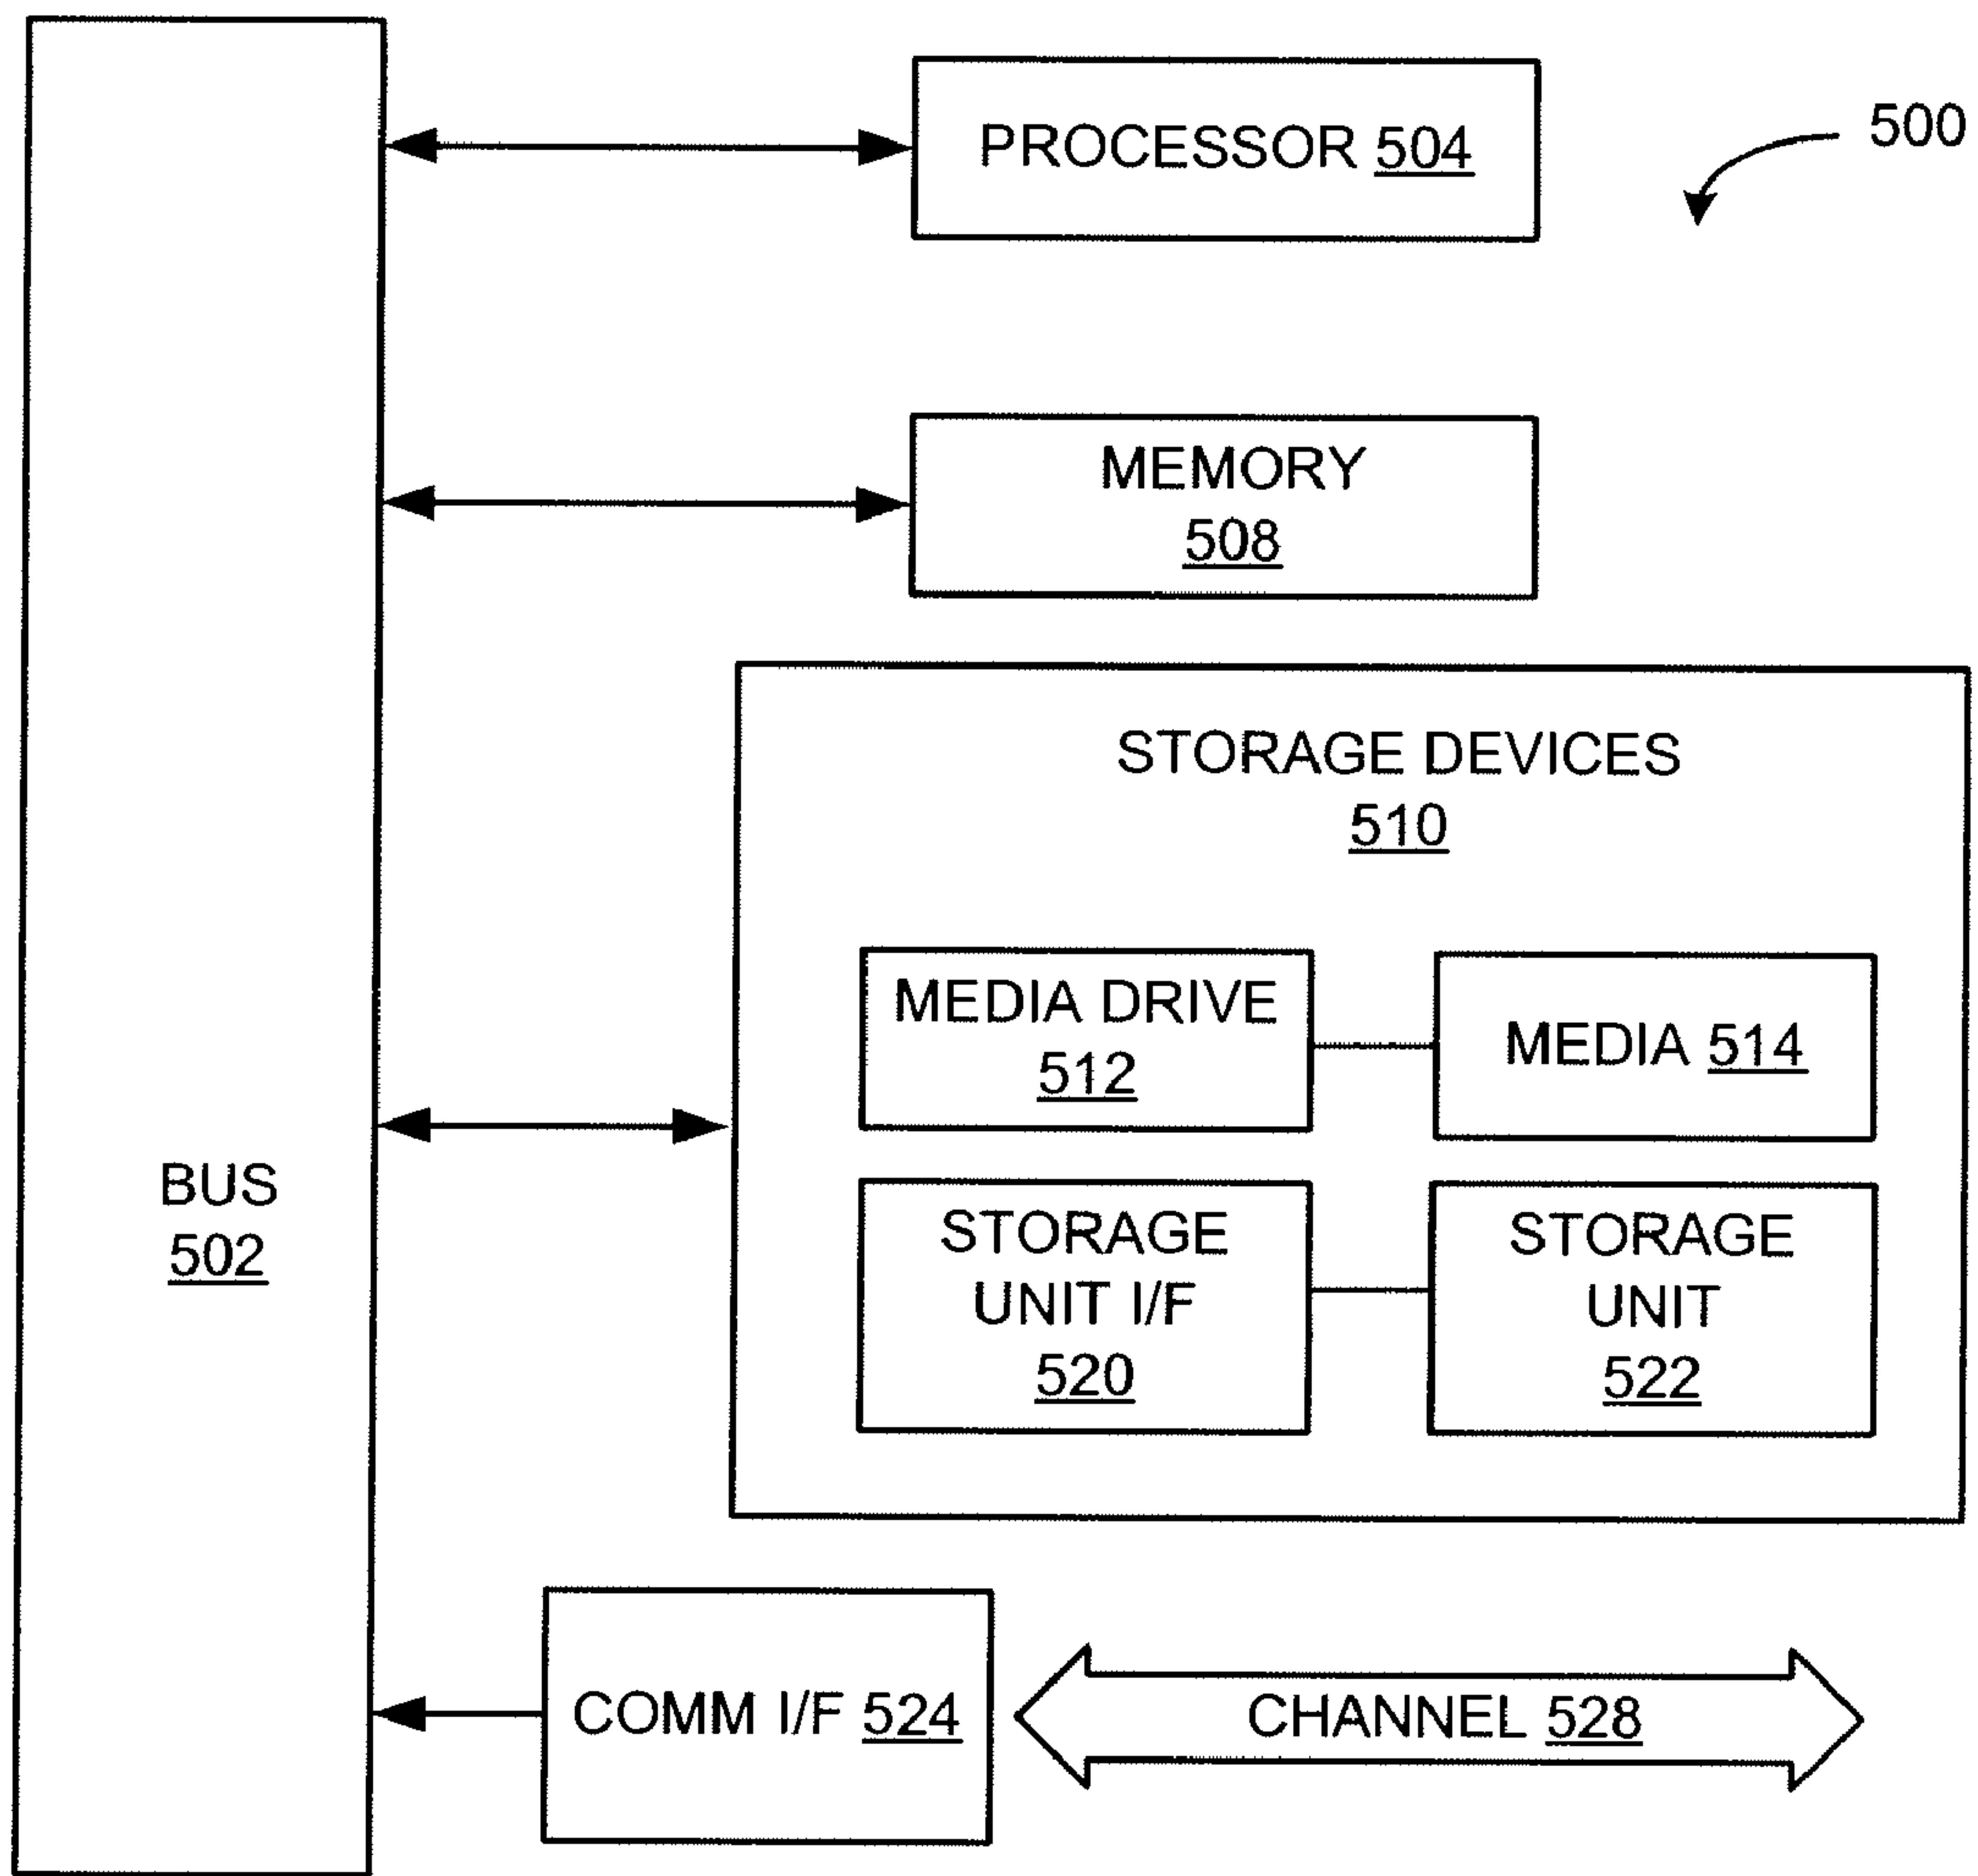 PROCESSOR 504
500
MEMORY
508
STORAGE DEVICES
510
MEDIA DRIVE
512
MEDIA 514
BUS
502
STORAGE
UNIT I/F
520
STORAGE
UNIT
522
COMM I/F 524
CHANNEL 528